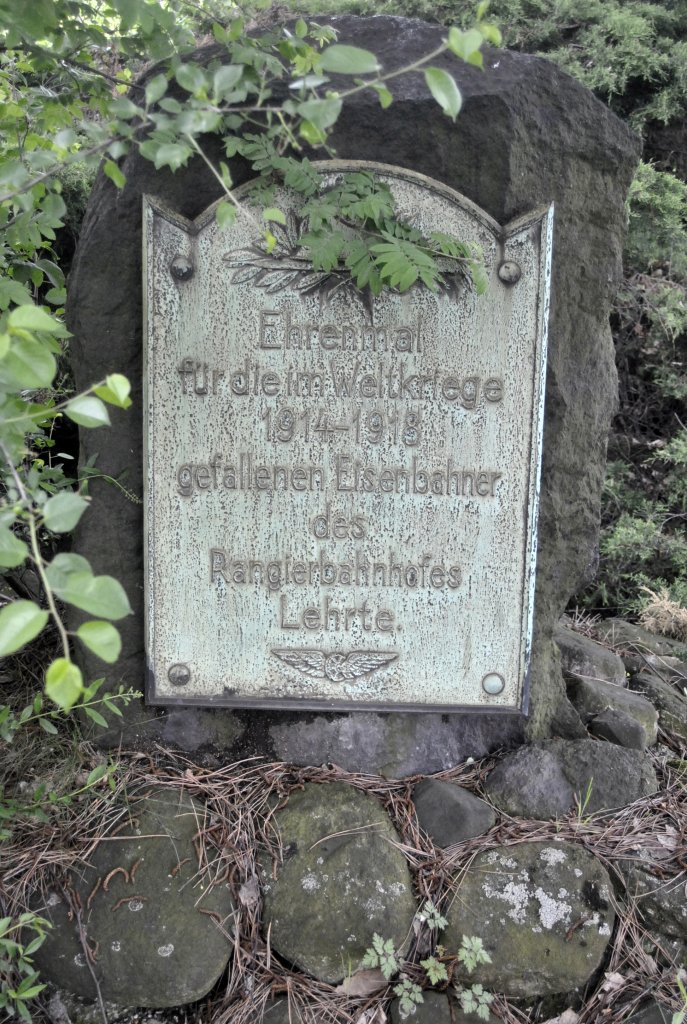 Ehrenmal
für die im Weltkriege
1914-1918
gefallenen Eisenbahner
des
Rangierbahnhofes
Lehrte.